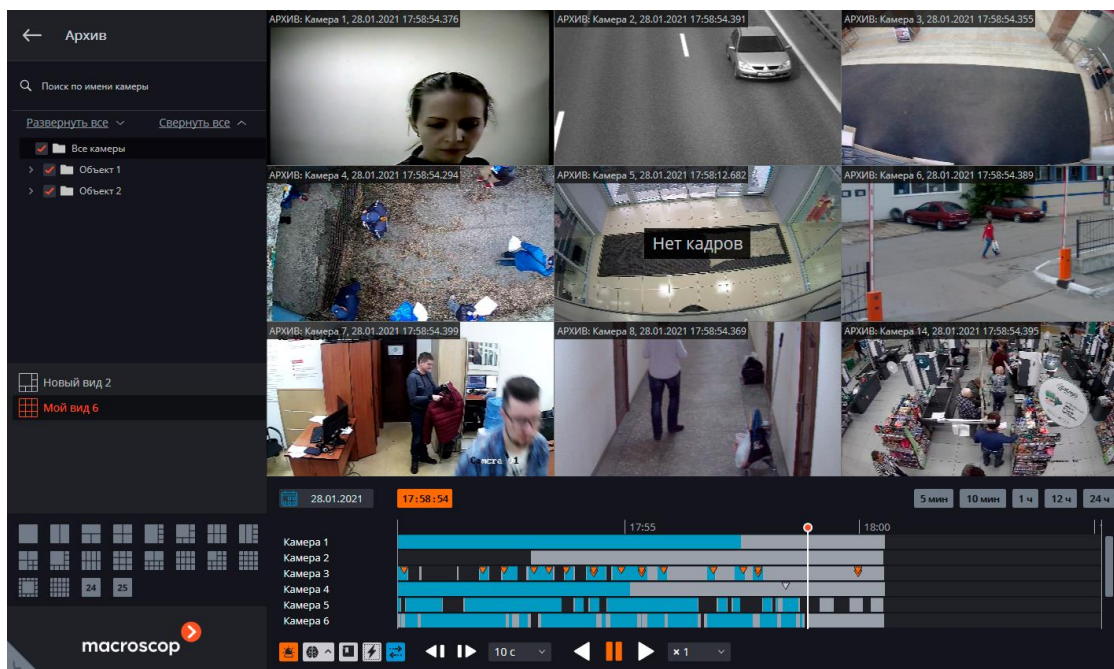 Архив
Поиск по имени камеры
Развернуть все
Свернуть все
Все камеры
Объект 1
Объект 2
Новый вид 2
Мой вид 6
24
25
macroscop
АРХИВ: Камера 1, 28.01.2021 17:58:54.376
АРХИВ: Камера 2, 28.01.2021 17:58:54.391
АРХИВ: Камера 3, 28.01.2021 17:58:54.355
АРХИВ: Камера 4, 28.01.2021 17:58:54.294
АРХИВ: Камера 5, 28.01.2021 17:58:12.682
АРХИВ: Камера 6, 28.01.2021 17:58:54.389
Нет кадров
АРХИВ: Камера 7, 28.01.2021 17:58:54.399
АРХИВ: Камера 8, 28.01.2021 17:58:54.369
АРХИВ: Камера 14, 28.01.2021 17:58:54.395
Camera 1
28.01.2021
17:58:54
5 мин
10 мин
1 ч
12 ч
24 ч
17:55
18:00
Камера 1
Камера 2
Камера 3
Камера 4
Камера 5
Камера 6
10 с
× 1